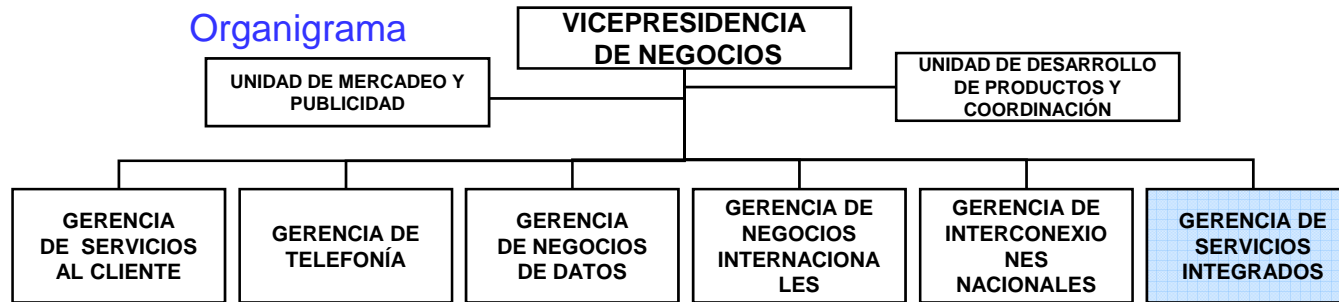 Organigrama
VICEPRESIDENCIA
DE NEGOCIOS
UNIDAD DE MERCADEO Y
PUBLICIDAD
UNIDAD DE DESARROLLO
DE PRODUCTOS Y
COORDINACIÓN
GERENCIA
DE SERVICIOS
AL CLIENTE
GERENCIA DE
TELEFONÍA
GERENCIA
DE NEGOCIOS
DE DATOS
GERENCIA DE
NEGOCIOS
INTERNACIONA
LES
GERENCIA DE
INTERCONEXIO
NES
NACIONALES
GERENCIA DE
SERVICIOS
INTEGRADOS